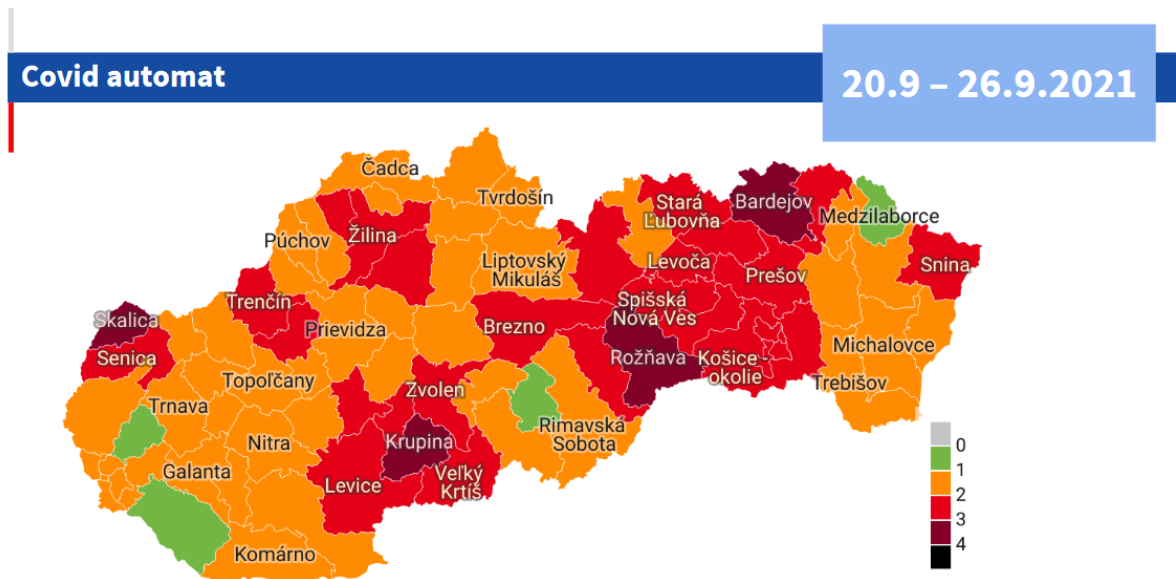 Covid automat
20.9 – 26.9.2021
Čadca
Tvrdošín
Stará
Ľubovňa
Bardejov
Medzilaborce
Púchov
Žilina
Liptovský
Mikuláš
Levoča
Prešov
Snina
Trenčín
Spišská
Nová Ves
Skalica
Prievidza
Brezno
Senica
Rožňava
Košice -
okolie
Michalovce
Topoľčany
Zvolen
Trebišov
Trnava
Rimavská
Sobota
Nitra
Krupina
Galanta
Levice
Veľký
Krtíš
Komárno
0
1
2
3
4